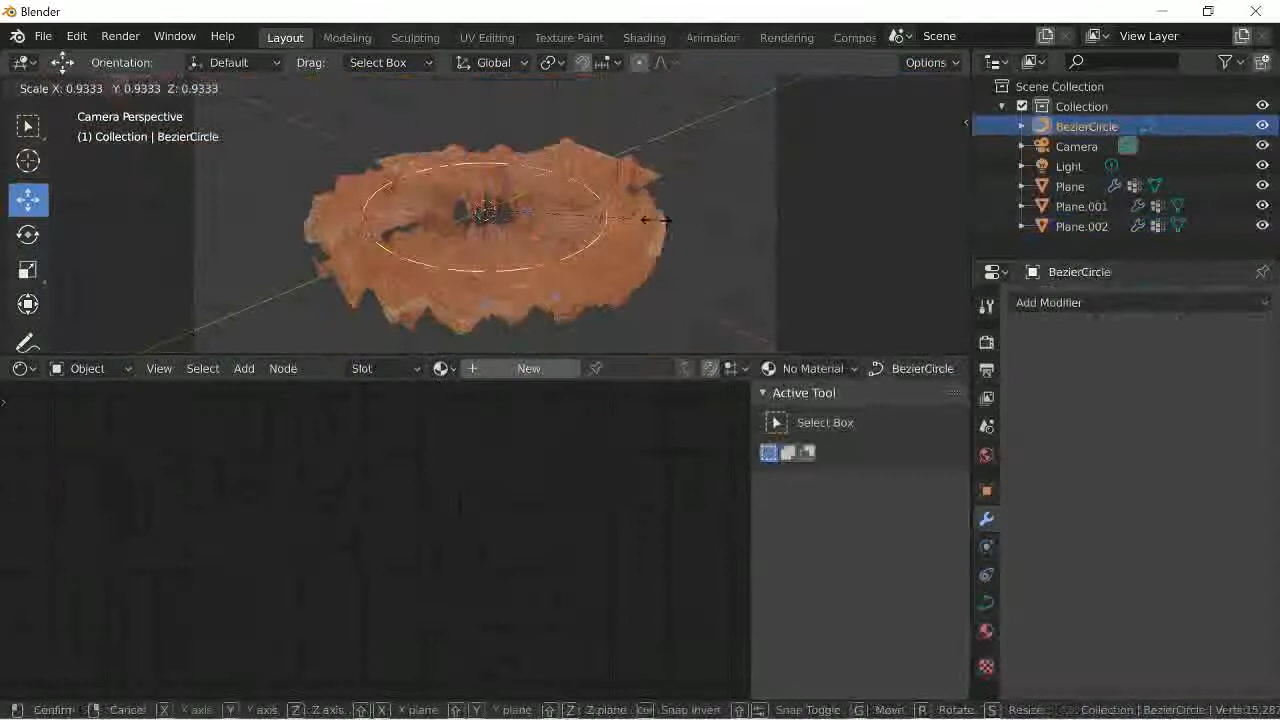 Blender
File Edit Render Window Help Layout Modeling Sculpting UV Editing Texture Paint Shading Animation Rendering Compos Scene View Layer
Orientation: Default Drag: Select Box Global Options
Scale X: 0.9333 Y: 0.9333 Z: 0.9333
Camera Perspective
(1) Collection | BezierCircle
Scene Collection
Collection
BezierCircle
Camera
Light
Plane
Plane.001
Plane.002
BezierCircle
Add Modifier
Object View Select Add Node Slot New No Material BezierCircle
Active Tool
Select Box
Confirm Cancel X X axis Y Y axis Z Z axis X X plane Y Y plane Z Z plane Snap Invert Snap Toggle G Move R Rotate S Resize Collection | BezierCircle | Verts:15,287